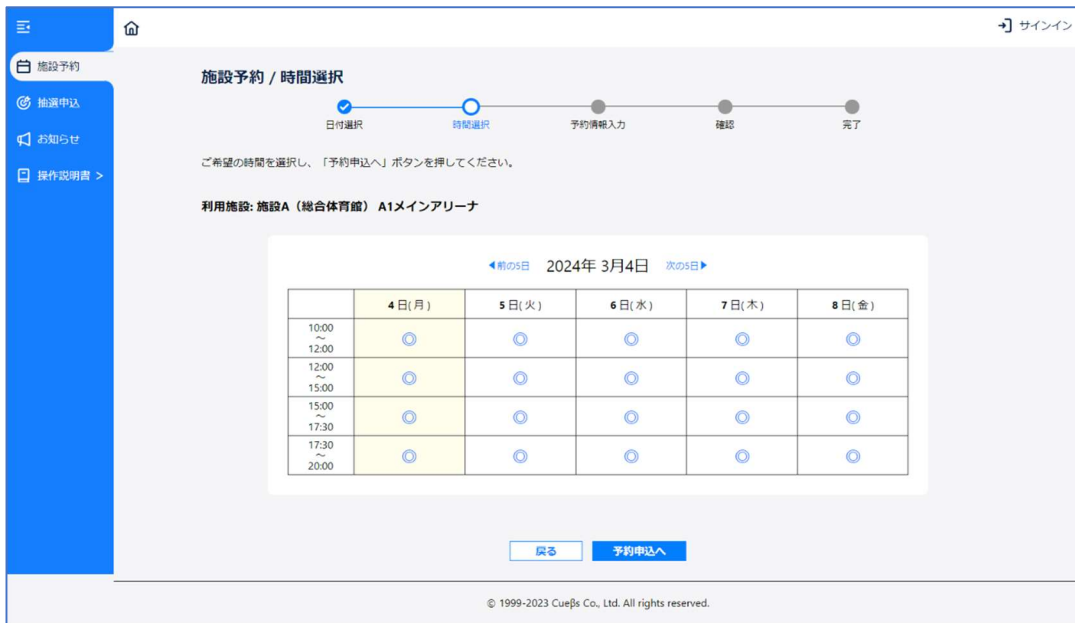 サインイン
施設予約
抽選申込
お知らせ
操作説明書 >
施設予約 / 時間選択
日付選択 時間選択 予約情報入力 確認 完了
ご希望の時間を選択し、「予約申込へ」ボタンを押してください。
利用施設: 施設A（総合体育館） A1メインアリーナ
◀前の5日 2024年 3月4日 次の5日▶
4日(月) 5日(火) 6日(水) 7日(木) 8日(金)
10:00
～
12:00
◎ ◎ ◎ ◎ ◎
12:00
～
15:00
◎ ◎ ◎ ◎ ◎
15:00
～
17:30
◎ ◎ ◎ ◎ ◎
17:30
～
20:00
◎ ◎ ◎ ◎ ◎
戻る 予約申込へ
© 1999-2023 Cueβs Co., Ltd. All rights reserved.